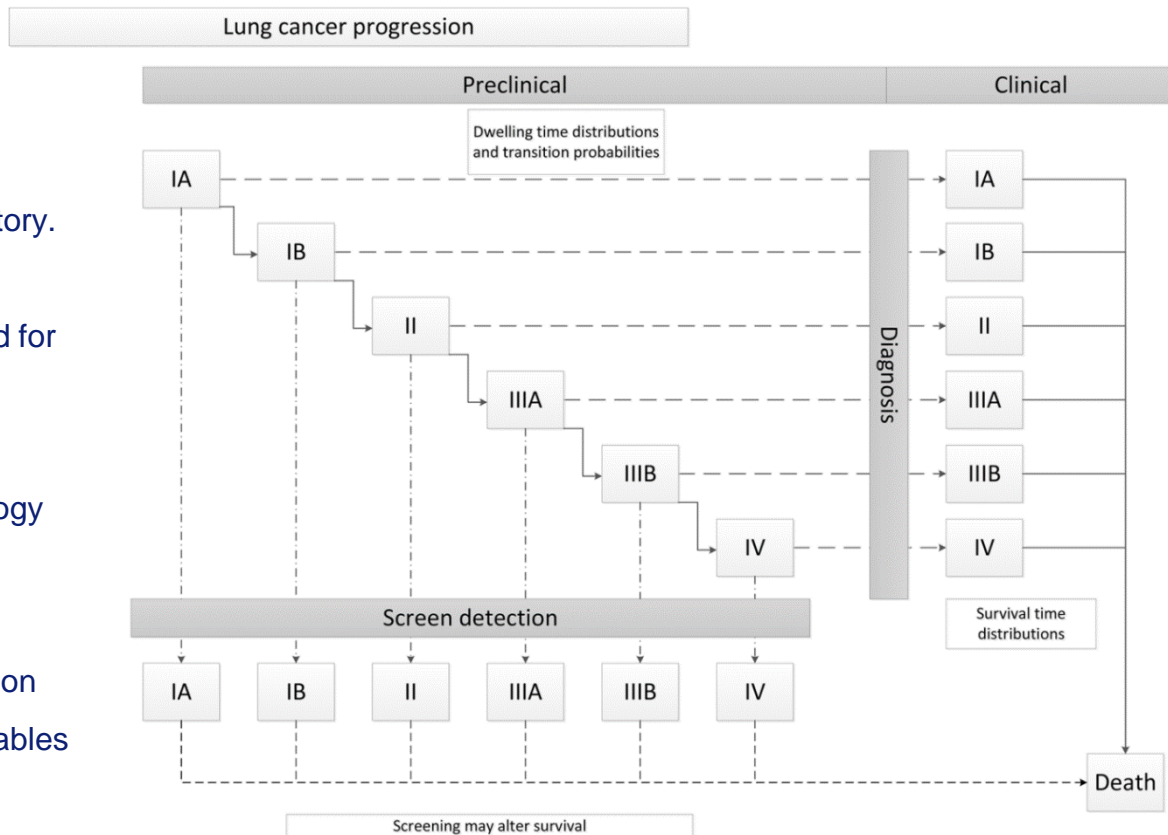 Lung cancer progression
Preclinical
Clinical
Dwelling time distributions
and transition probabilities
IA
IA
tory.
IB
IB
d for
II
II
Diagnosis
IIIA
IIIA
IIIB
IIIB
ogy
IV
IV
Screen detection
Survival time
distributions
on
IA
IB
II
IIIA
IIIB
IV
ables
Death
Screening may alter survival